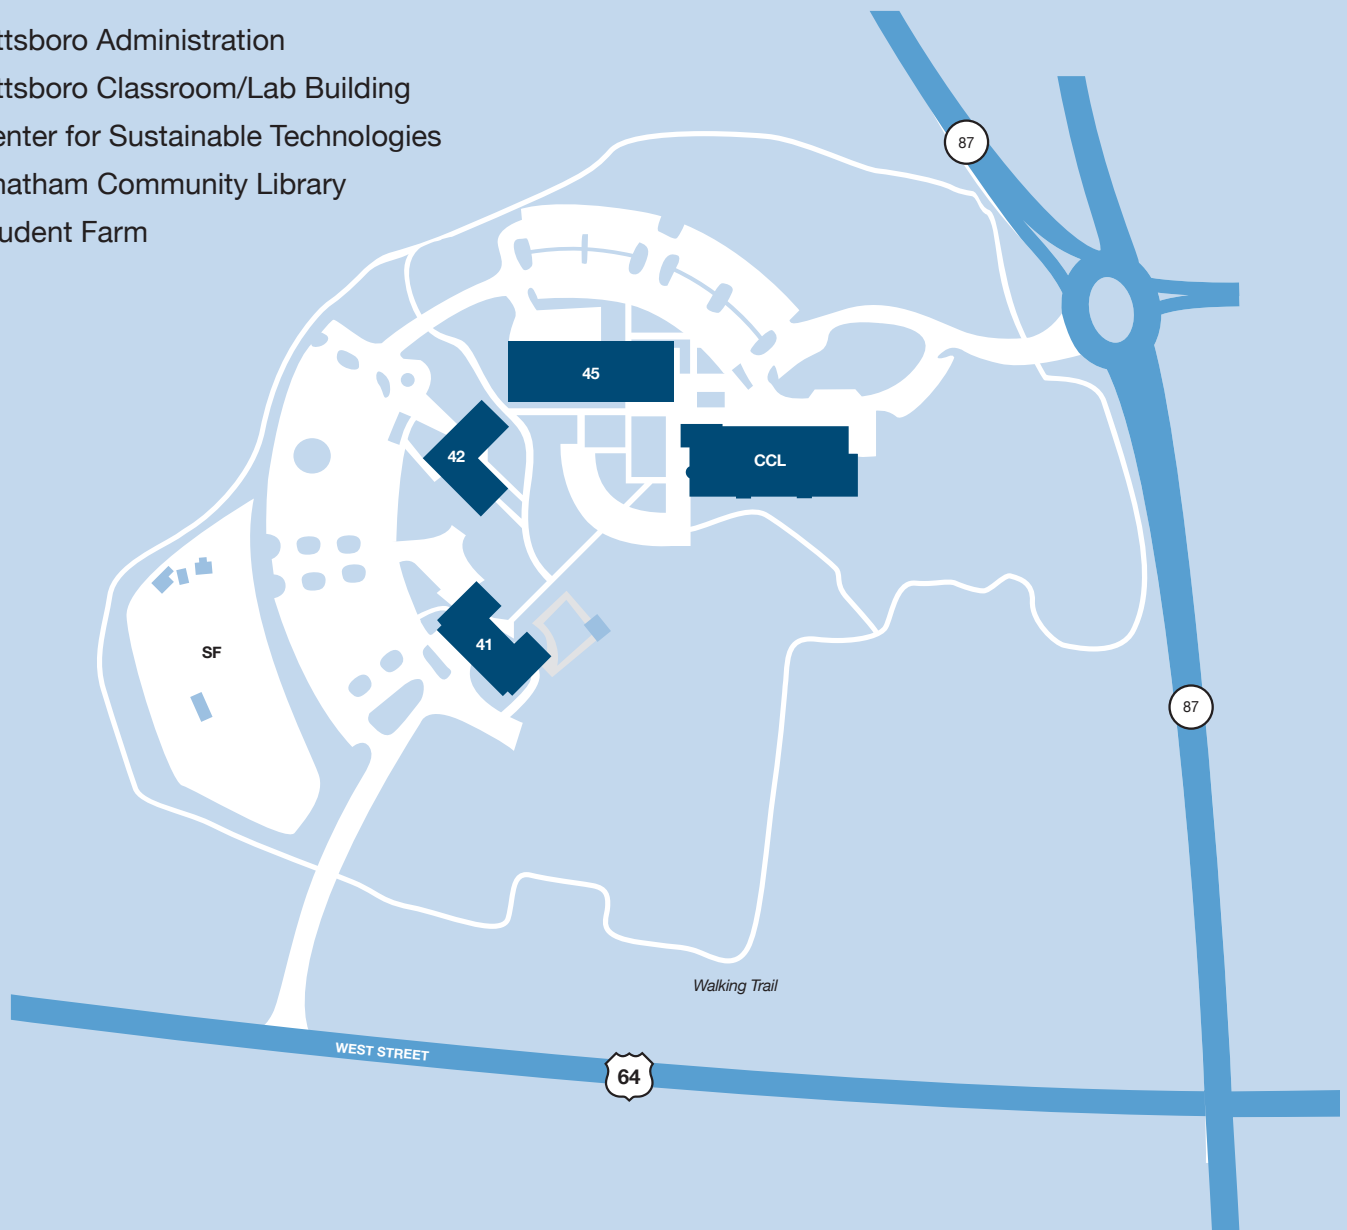 ttsboro Administration
ttsboro Classroom/Lab Building
enter for Sustainable Technologies
hatham Community Library
udent Farm
87
45
42
CCL
41
SF
87
Walking Trail
WEST STREET
64